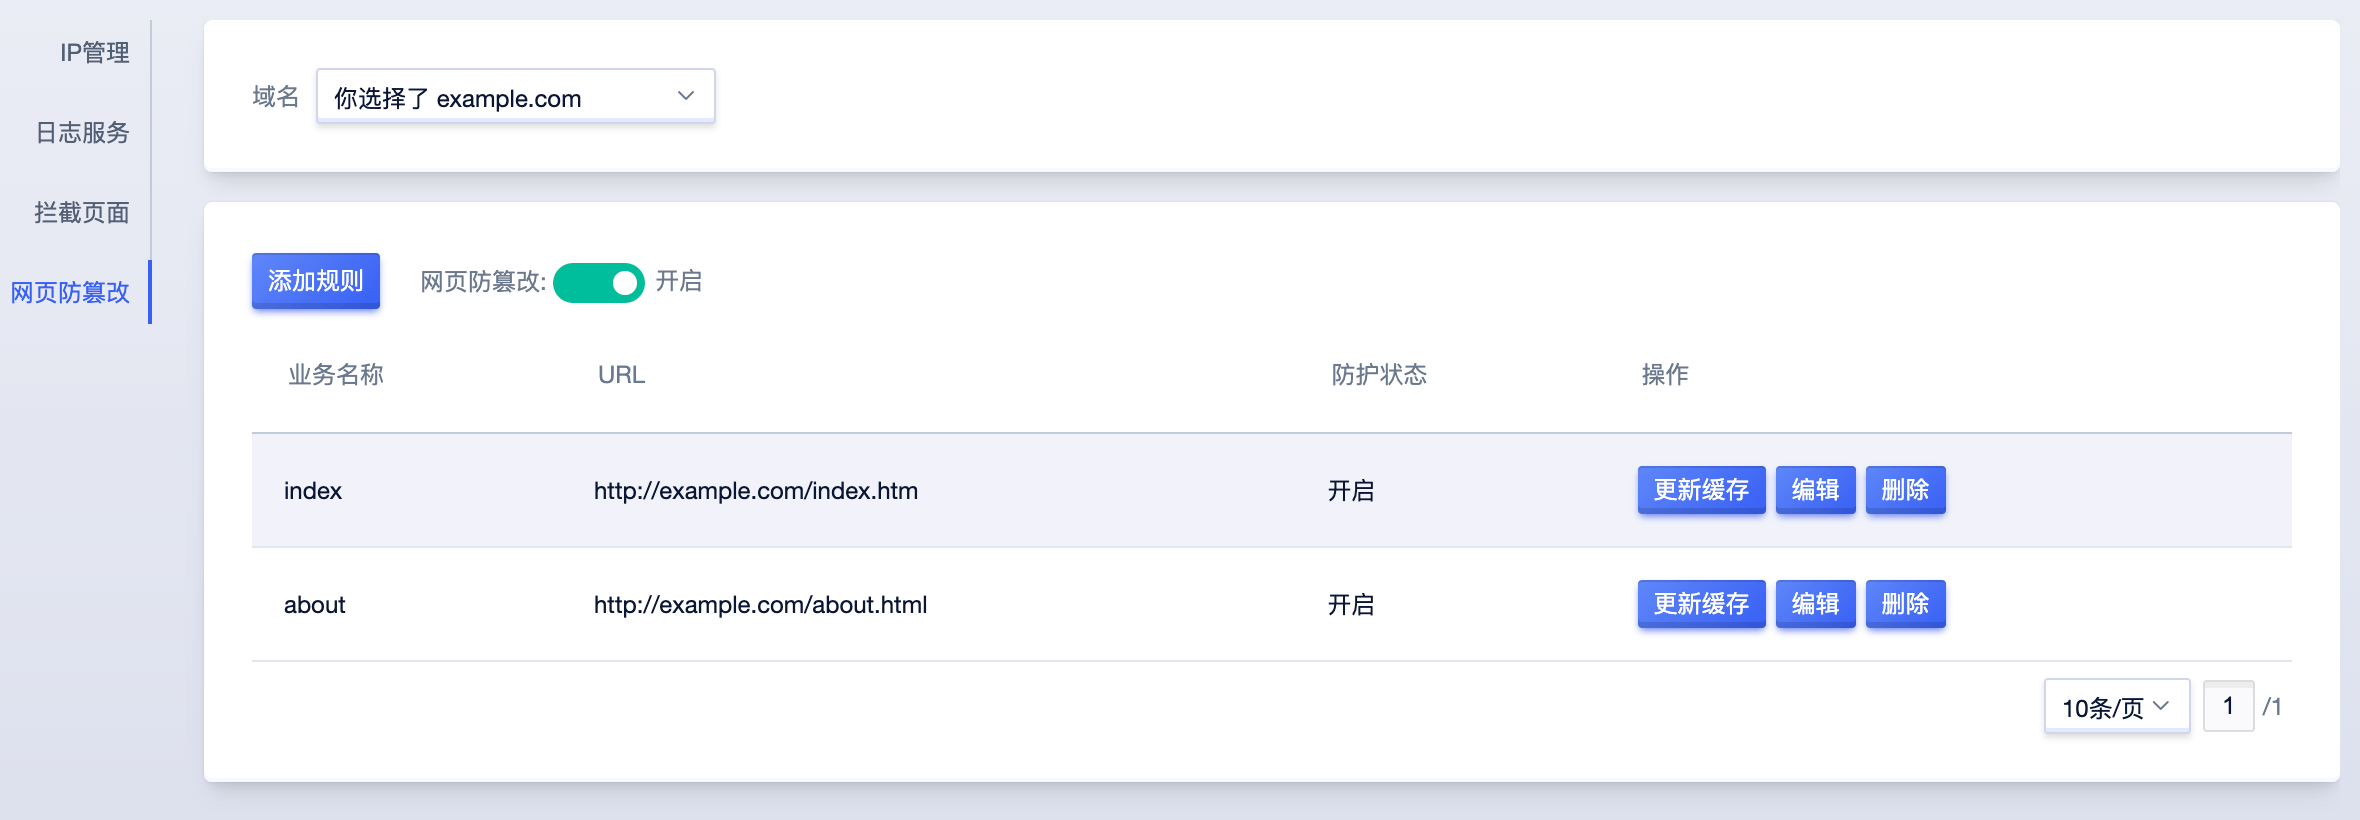 IP管理
日志服务
拦截页面
网页防篡改
域名 你选择了 example.com
添加规则 网页防篡改: 开启
业务名称 URL 防护状态 操作
index http://example.com/index.htm 开启 更新缓存 编辑 删除
about http://example.com/about.html 开启 更新缓存 编辑 删除
10条/页 1 /1